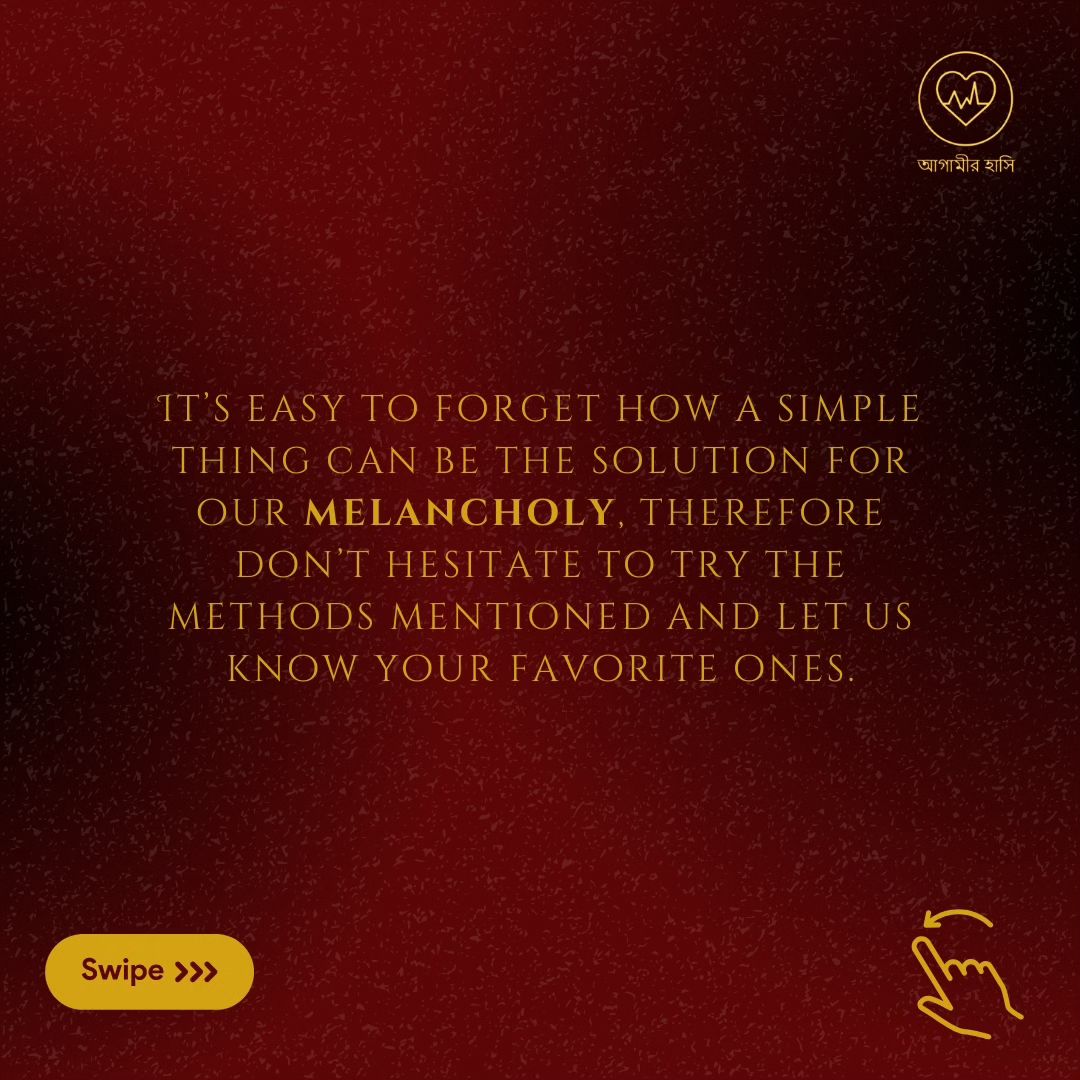 আগামীর হাসি
IT'S EASY TO FORGET HOW A SIMPLE
THING CAN BE THE SOLUTION FOR
OUR MELANCHOLY, THEREFORE
DON'T HESITATE TO TRY THE
METHODS MENTIONED AND LET US
KNOW YOUR FAVORITE ONES.
Swipe >>>